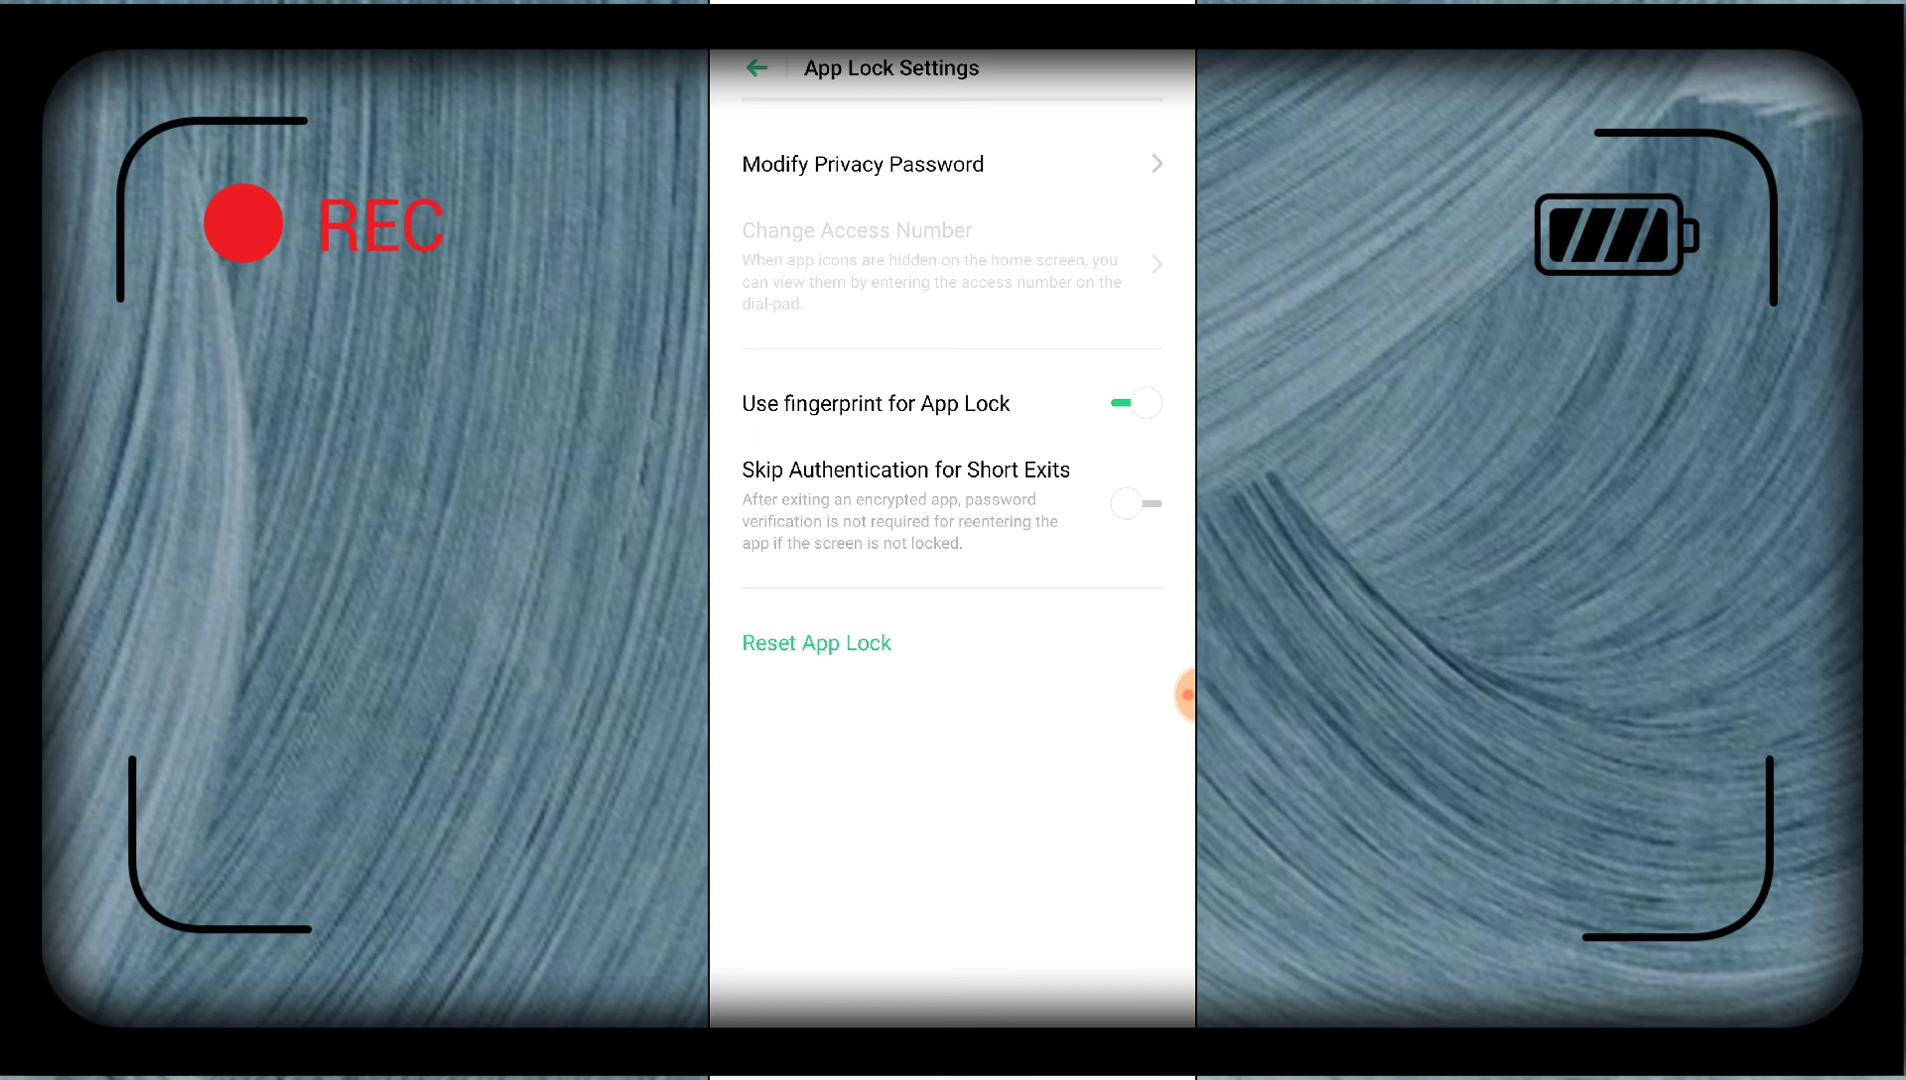 App Lock Settings
REC
Modify Privacy Password
Change Access Number
When app icons are hidden on the home screen, you
can view them by entering the access number on the
dial-pad.
Use fingerprint for App Lock
Skip Authentication for Short Exits
After exiting an encrypted app, password
verification is not required for reentering the
app if the screen is not locked.
Reset App Lock